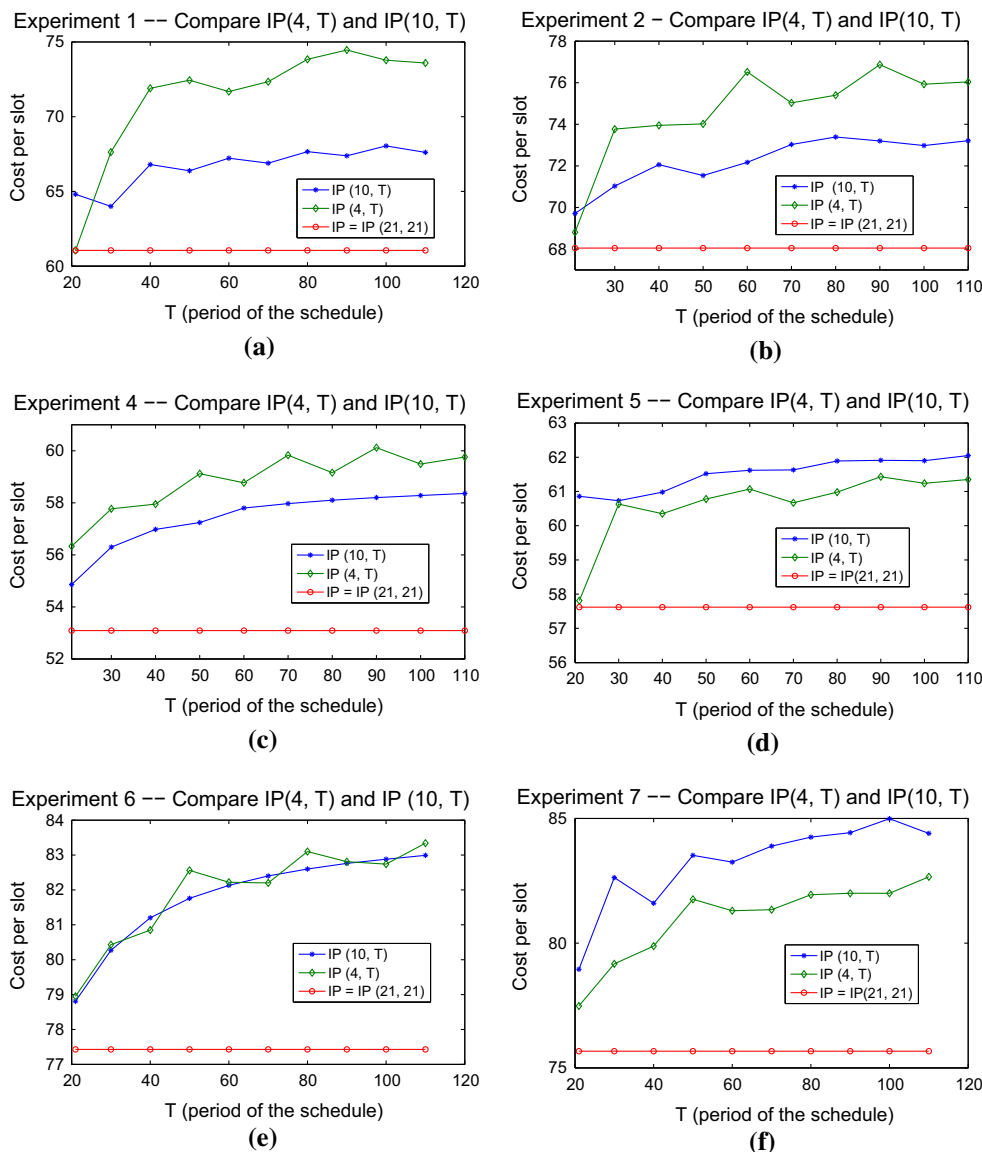 Experiment 1 −− Compare IP(4, T) and IP(10, T)
75
70
65
60
20 40 60 80 100 120
Cost per slot
T (period of the schedule)
IP (10, T)
IP (4, T)
IP = IP (21, 21)
(a)
Experiment 2 − Compare IP(4, T) and IP(10, T)
78
76
74
72
70
68
30 40 50 60 70 80 90 100 110
Cost per slot
T (period of the schedule)
IP (10, T)
IP (4, T)
IP = IP (21, 21)
(b)
Experiment 4 −− Compare IP(4, T) and IP(10, T)
60
58
56
54
52
30 40 50 60 70 80 90 100 110
Cost per slot
T (period of the schedule)
IP (10, T)
IP (4, T)
IP = IP (21, 21)
(c)
Experiment 5 −− Compare IP(4, T) and IP(10, T)
63
62
61
60
59
58
57
56
20 30 40 50 60 70 80 90 100 110
Cost per slot
T (period of the schedule)
IP (10, T)
IP (4, T)
IP = IP(21, 21)
(d)
Experiment 6 −− Compare IP(4, T) and IP (10, T)
84
83
82
81
80
79
78
77
20 40 60 80 100 120
Cost per slot
T (period of the schedule)
IP (10, T)
IP (4, T)
IP = IP (21, 21)
(e)
Experiment 7 −− Compare IP(4, T) and IP(10, T)
85
80
75
20 40 60 80 100 120
Cost per slot
T (period of the schedule)
IP (10, T)
IP (4, T)
IP = IP(21, 21)
(f)